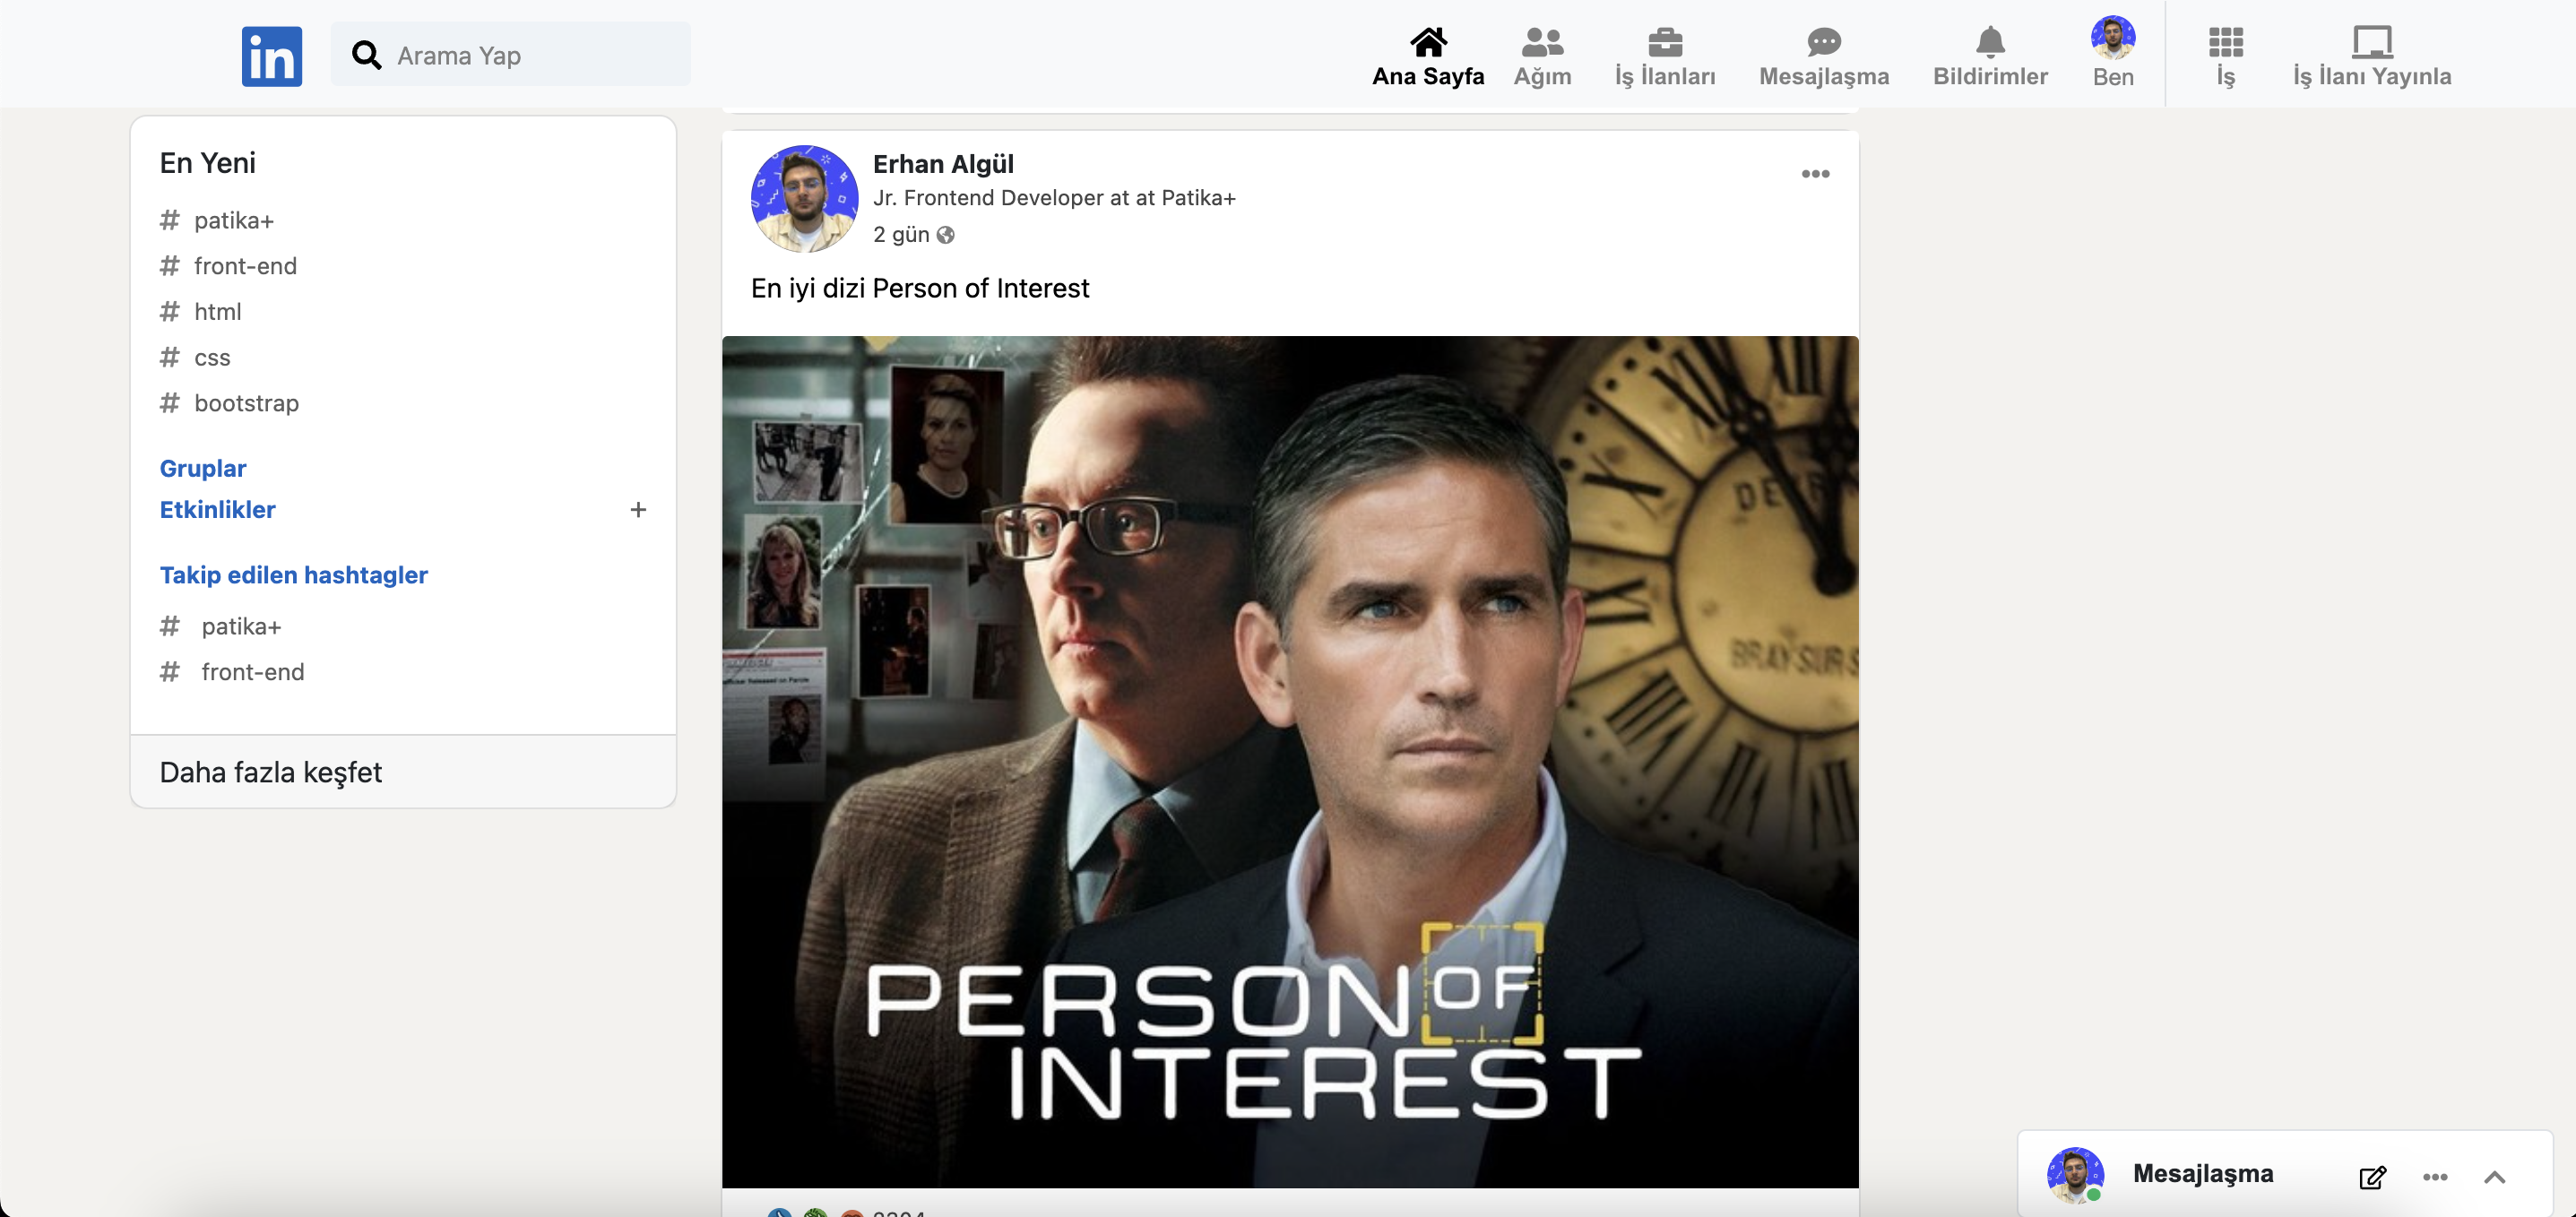 in
Arama Yap
Ana Sayfa
Ağım
İş İlanları
Mesajlaşma
Bildirimler
Ben
İş
İş İlanı Yayınla
En Yeni
# patika+
# front-end
# html
# css
# bootstrap
Gruplar
Etkinlikler +
Takip edilen hashtagler
# patika+
# front-end
Daha fazla keşfet
Erhan Algül
Jr. Frontend Developer at at Patika+
2 gün
En iyi dizi Person of Interest
PERSON OF
INTEREST
Mesajlaşma